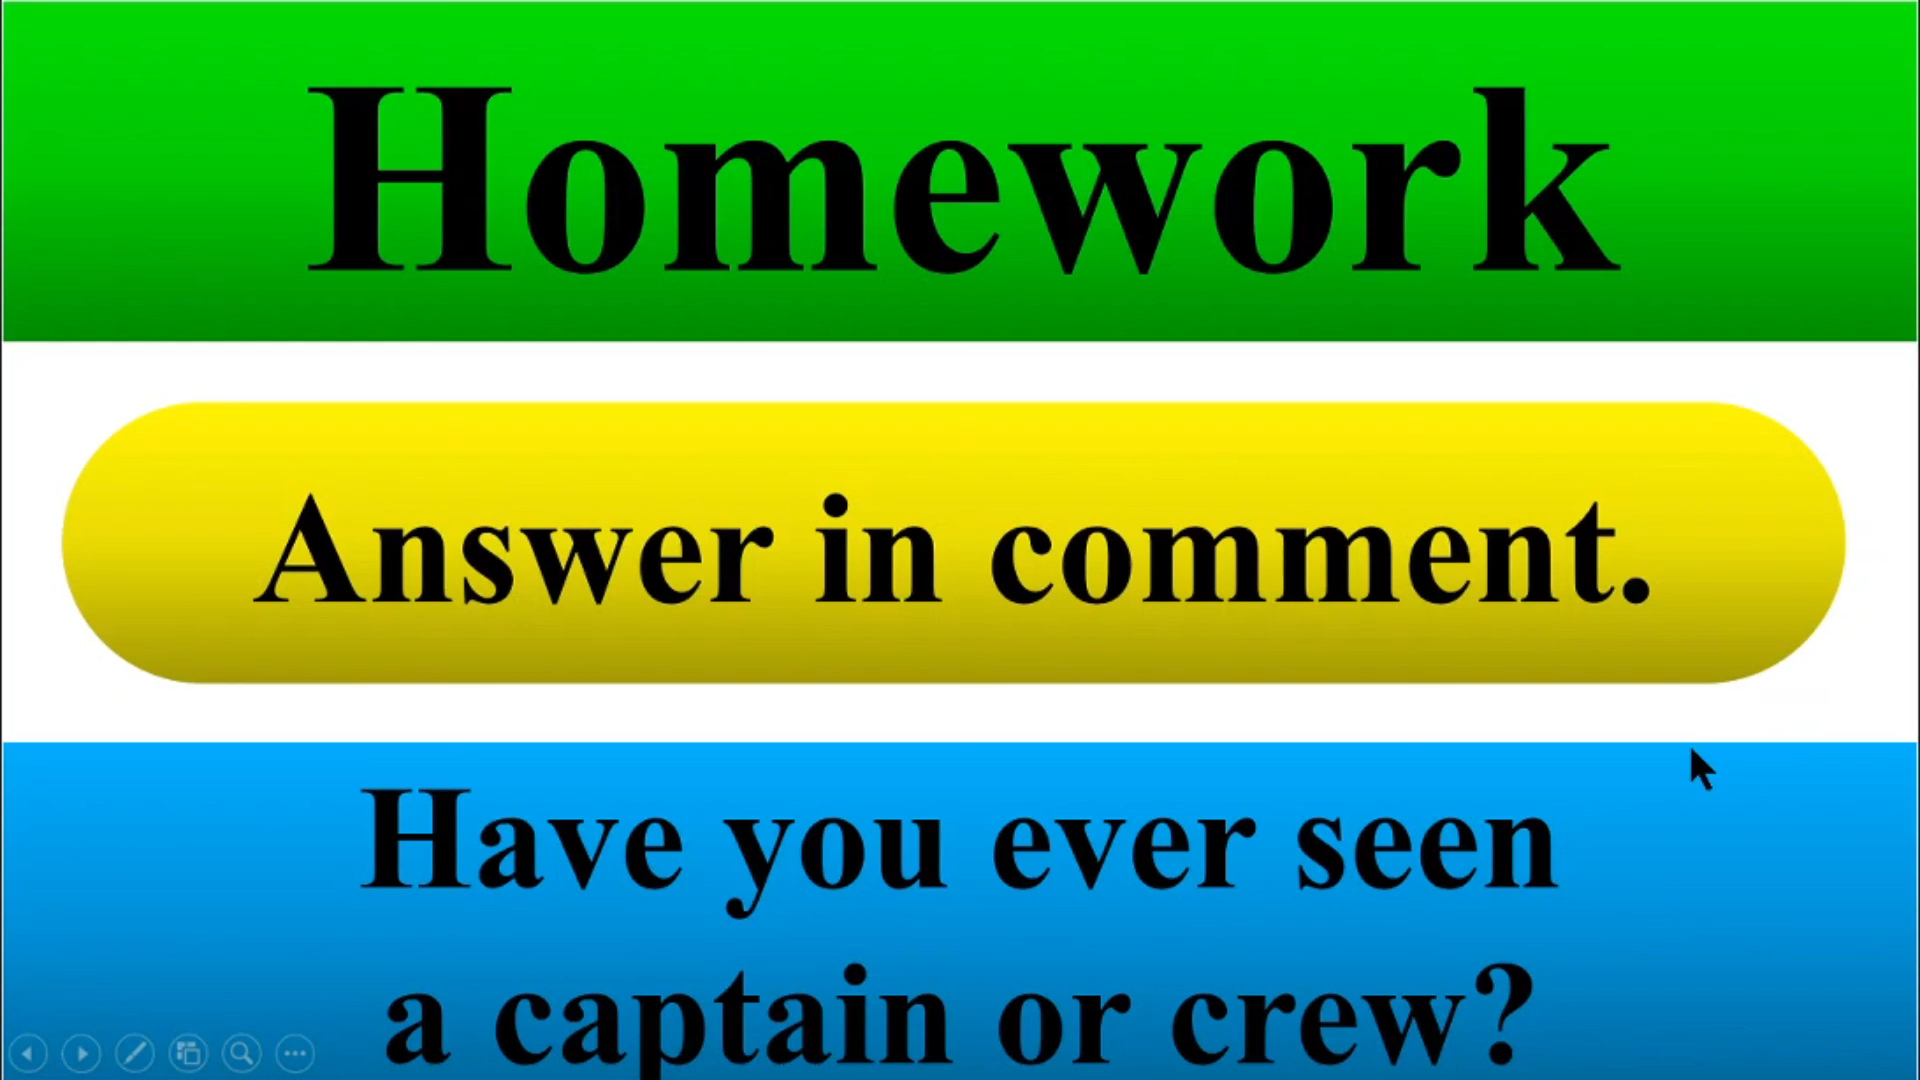 Homework
Answer in comment.
Have you ever seen
a captain or crew?